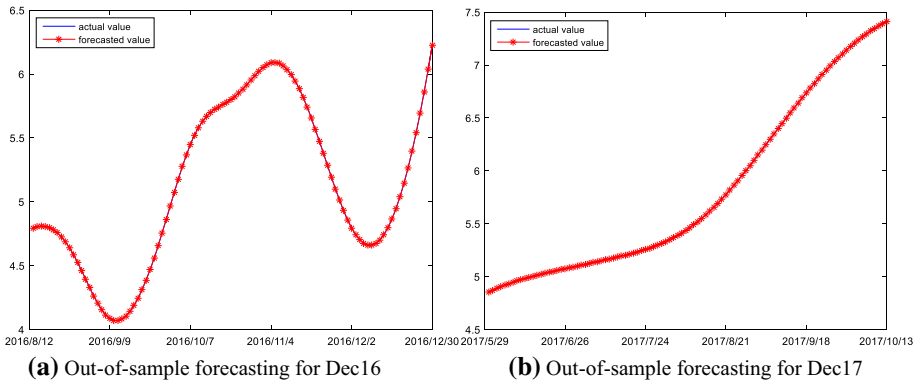 6.5
6
5.5
5
4.5
4
actual value
forecasted value
2016/8/12 2016/9/9 2016/10/7 2016/11/4 2016/12/2 2016/12/30
(a) Out-of-sample forecasting for Dec16
7.5
7
6.5
6
5.5
5
4.5
actual value
forecasted value
2017/5/29 2017/6/26 2017/7/24 2017/8/21 2017/9/18 2017/10/13
(b) Out-of-sample forecasting for Dec17